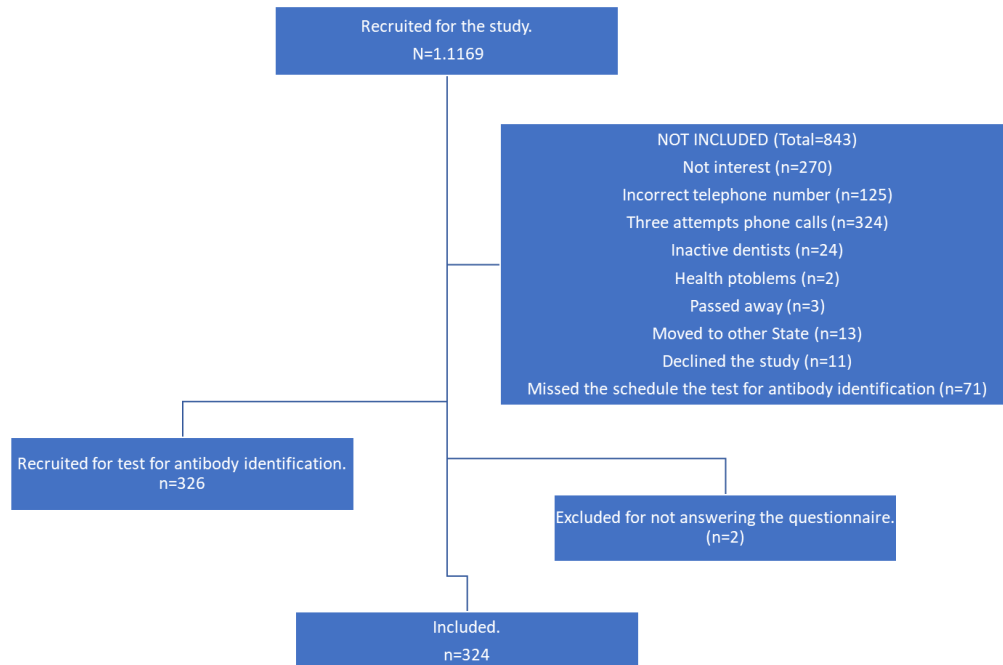 Recruited for the study.
N=1.1169
NOT INCLUDED (Total=843)
Not interest (n=270)
Incorrect telephone number (n=125)
Three attempts phone calls (n=324)
Inactive dentists (n=24)
Health ptoblems (n=2)
Passed away (n=3)
Moved to other State (n=13)
Declined the study (n=11)
Missed the schedule the test for antibody identification (n=71)
Recruited for test for antibody identification.
n=326
Excluded for not answering the questionnaire.
(n=2)
Included.
n=324